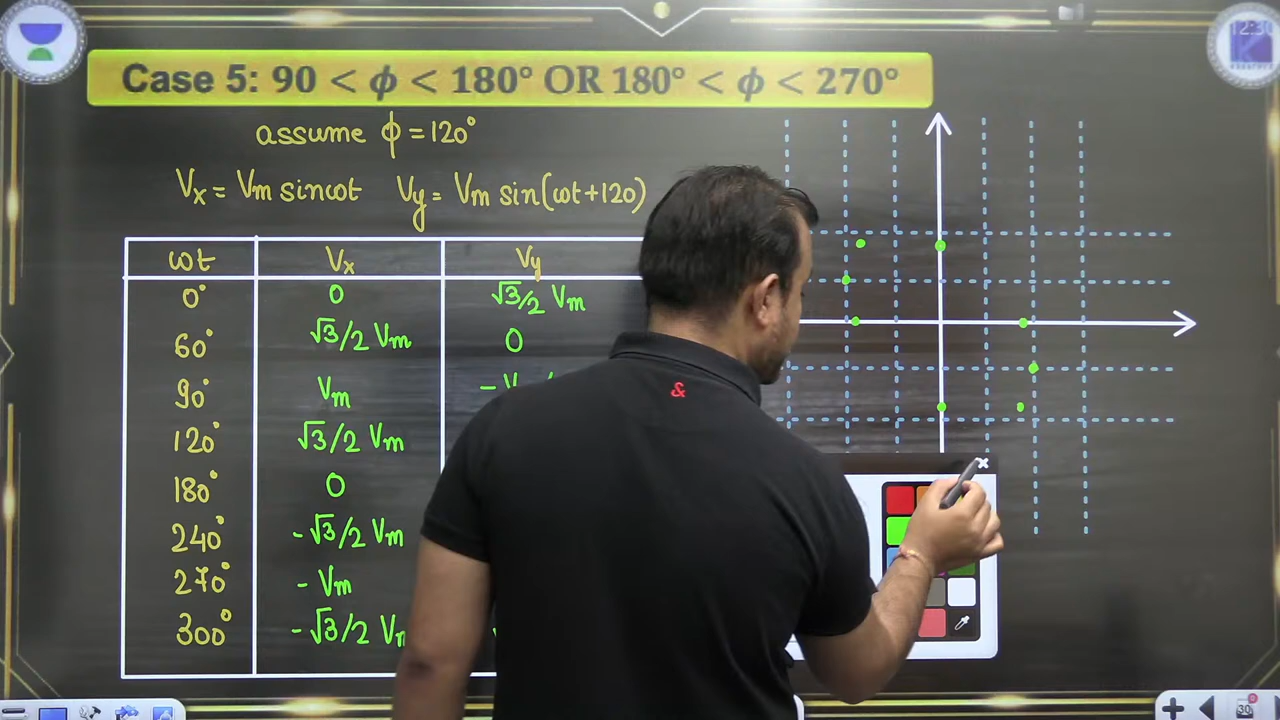 Case 5: 90 < ϕ < 180° OR 180° < ϕ < 270°
assume ϕ = 120°
Vx = Vm sinωt Vy = Vm sin(ωt+120)
ωt Vx Vy
0° 0 √3/2 Vm
60° √3/2 Vm 0
90° Vm
120° √3/2 Vm
180° 0
240° -√3/2 Vm
270° - Vm
300° -√3/2 Vm
&